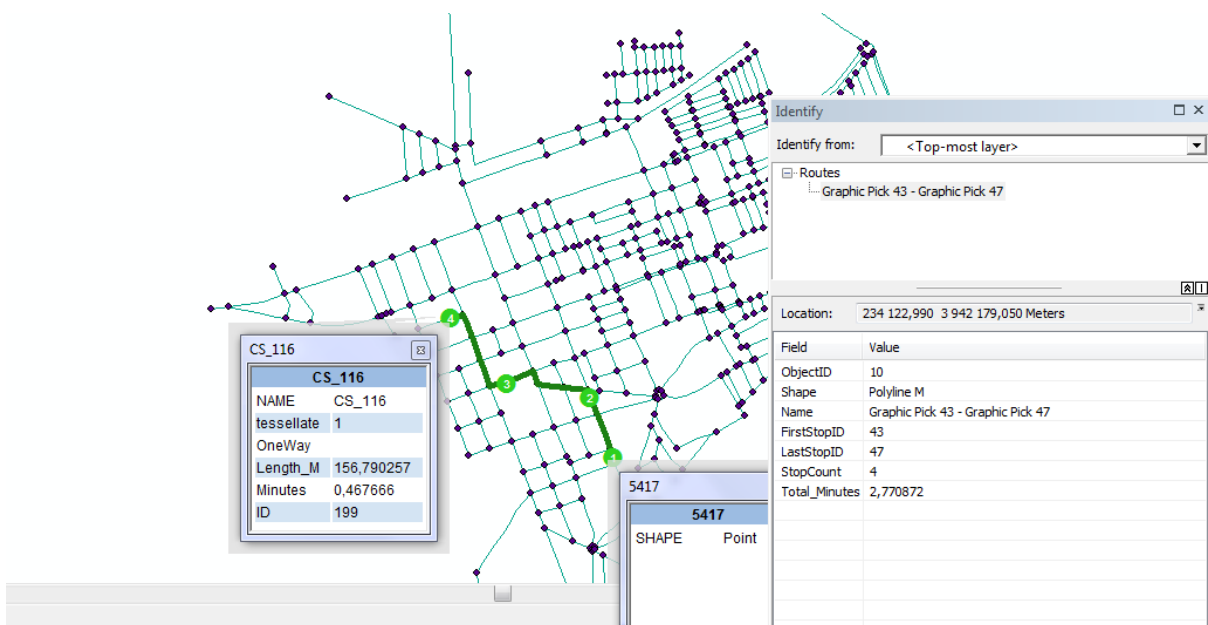 Identify
Identify from: <Top-most layer>
Routes
Graphic Pick 43 - Graphic Pick 47
Location: 234 122,990 3 942 179,050 Meters
Field Value
ObjectID 10
Shape Polyline M
Name Graphic Pick 43 - Graphic Pick 47
FirstStopID 43
LastStopID 47
StopCount 4
Total_Minutes 2,770872
4
3
2
1
CS_116
CS_116
NAME CS_116
tessellate 1
OneWay
Length_M 156,790257
Minutes 0,467666
ID 199
5417
5417
SHAPE Point